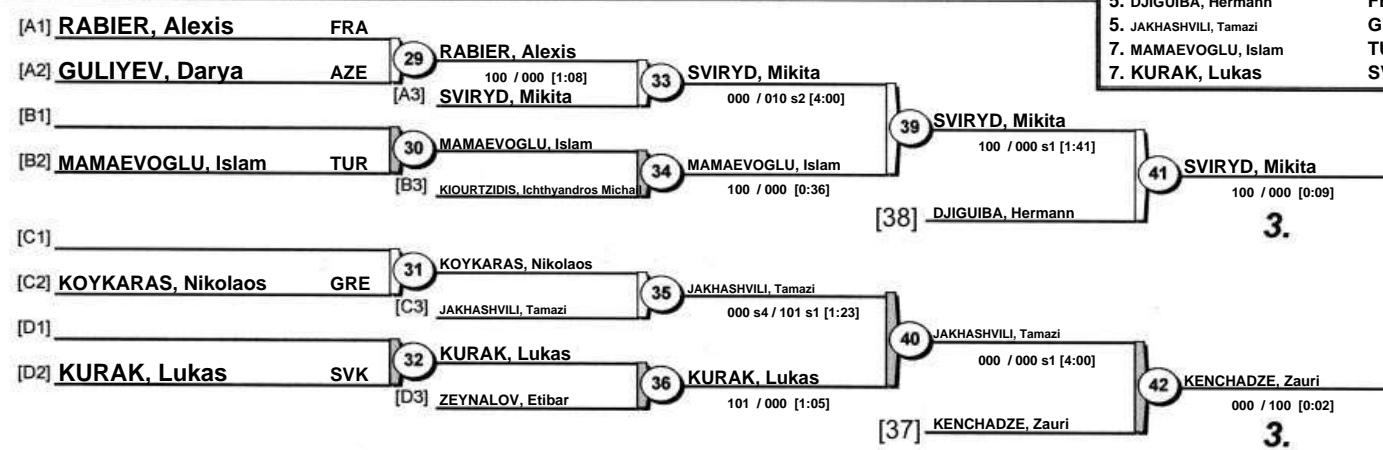 5. DJIGUIBA, Hermann
5. JAKHASHVILI, Tamazi G
7. MAMAEVOGLU, Islam TU
7. KURAK, Lukas SV
[A1] RABIER, Alexis FRA
[A2] GULIYEV, Darya AZE
29
RABIER, Alexis
100 / 000 [1:08]
[A3] SVIRYD, Mikita
33
SVIRYD, Mikita
000 / 010 s2 [4:00]
[B1]
[B2] MAMAEVOGLU, Islam TUR
30
MAMAEVOGLU, Islam
[B3] KIOURTZIDIS, Ichthyandros Michail
34
MAMAEVOGLU, Islam
100 / 000 [0:36]
39
SVIRYD, Mikita
100 / 000 s1 [1:41]
[38] DJIGUIBA, Hermann
41
SVIRYD, Mikita
100 / 000 [0:09]
3.
[C1]
[C2] KOYKARAS, Nikolaos GRE
31
KOYKARAS, Nikolaos
[C3] JAKHASHVILI, Tamazi
35
JAKHASHVILI, Tamazi
000 s4 / 101 s1 [1:23]
[D1]
[D2] KURAK, Lukas SVK
32
KURAK, Lukas
[D3] ZEYNALOV, Etibar
36
KURAK, Lukas
101 / 000 [1:05]
40
JAKHASHVILI, Tamazi
000 / 000 s1 [4:00]
[37] KENCHADZE, Zauri
42
KENCHADZE, Zauri
000 / 100 [0:02]
3.